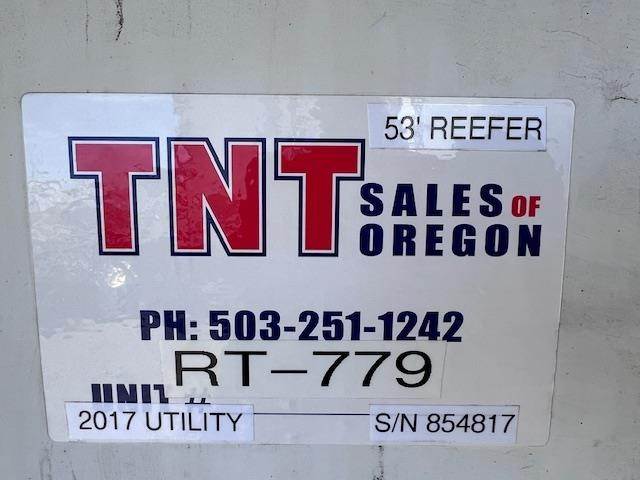 53' REEFER
TNT SALES OF
OREGON
PH: 503-251-1242
RT-779
UNIT #
2017 UTILITY
S/N 854817